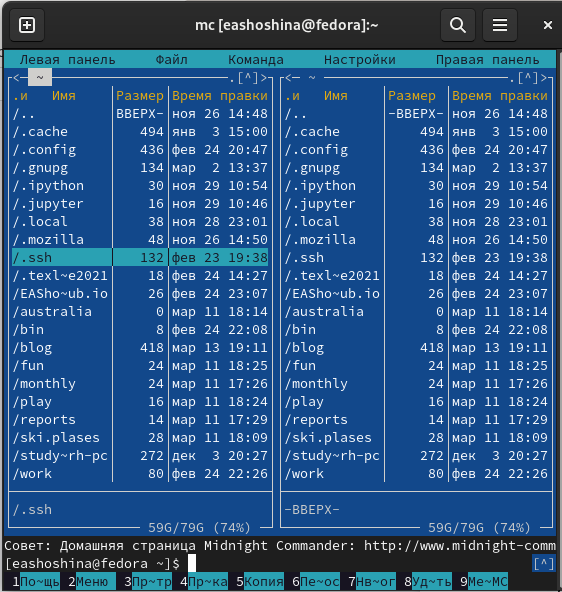 mc [eashoshina@fedora]:~
Левая панель Файл Команда Настройки Правая панель
<─ ~ .[^]> <─ ~ .[^]>
.и Имя Размер Время правки .и Имя Размер Время правки
/.. ВВЕРХ- ноя 26 14:48 /.. -ВВЕРХ- ноя 26 14:48
/.cache 494 янв 3 15:00 /.cache 494 янв 3 15:00
/.config 436 фев 24 20:47 /.config 436 фев 24 20:47
/.gnupg 134 мар 2 13:37 /.gnupg 134 мар 2 13:37
/.ipython 30 ноя 29 10:54 /.ipython 30 ноя 29 10:54
/.jupyter 16 ноя 29 10:46 /.jupyter 16 ноя 29 10:46
/.local 38 ноя 28 23:01 /.local 38 ноя 28 23:01
/.mozilla 48 ноя 26 14:50 /.mozilla 48 ноя 26 14:50
/.ssh 132 фев 23 19:38 /.ssh 132 фев 23 19:38
/.texl~e2021 18 фев 24 14:27 /.texl~e2021 18 фев 24 14:27
/EASho~ub.io 26 фев 24 23:07 /EASho~ub.io 26 фев 24 23:07
/australia 0 мар 11 18:14 /australia 0 мар 11 18:14
/bin 8 фев 24 22:08 /bin 8 фев 24 22:08
/blog 418 мар 13 19:11 /blog 418 мар 13 19:11
/fun 24 мар 11 18:25 /fun 24 мар 11 18:25
/monthly 24 мар 11 17:26 /monthly 24 мар 11 17:26
/play 16 мар 11 18:24 /play 16 мар 11 18:24
/reports 14 мар 11 17:29 /reports 14 мар 11 17:29
/ski.plases 28 мар 11 18:09 /ski.plases 28 мар 11 18:09
/study~rh-pc 272 дек 3 20:27 /study~rh-pc 272 дек 3 20:27
/work 80 фев 24 22:26 /work 80 фев 24 22:26
/.ssh -ВВЕРХ-
59G/79G (74%) 59G/79G (74%)
Совет: Домашняя страница Midnight Commander: http://www.midnight-comm
[eashoshina@fedora ~]$ [^]
1По~щь 2Меню 3Пр~тр 4Пр~ка 5Копия 6Пе~ос 7Нв~ог 8Уд~ть 9Ме~МС